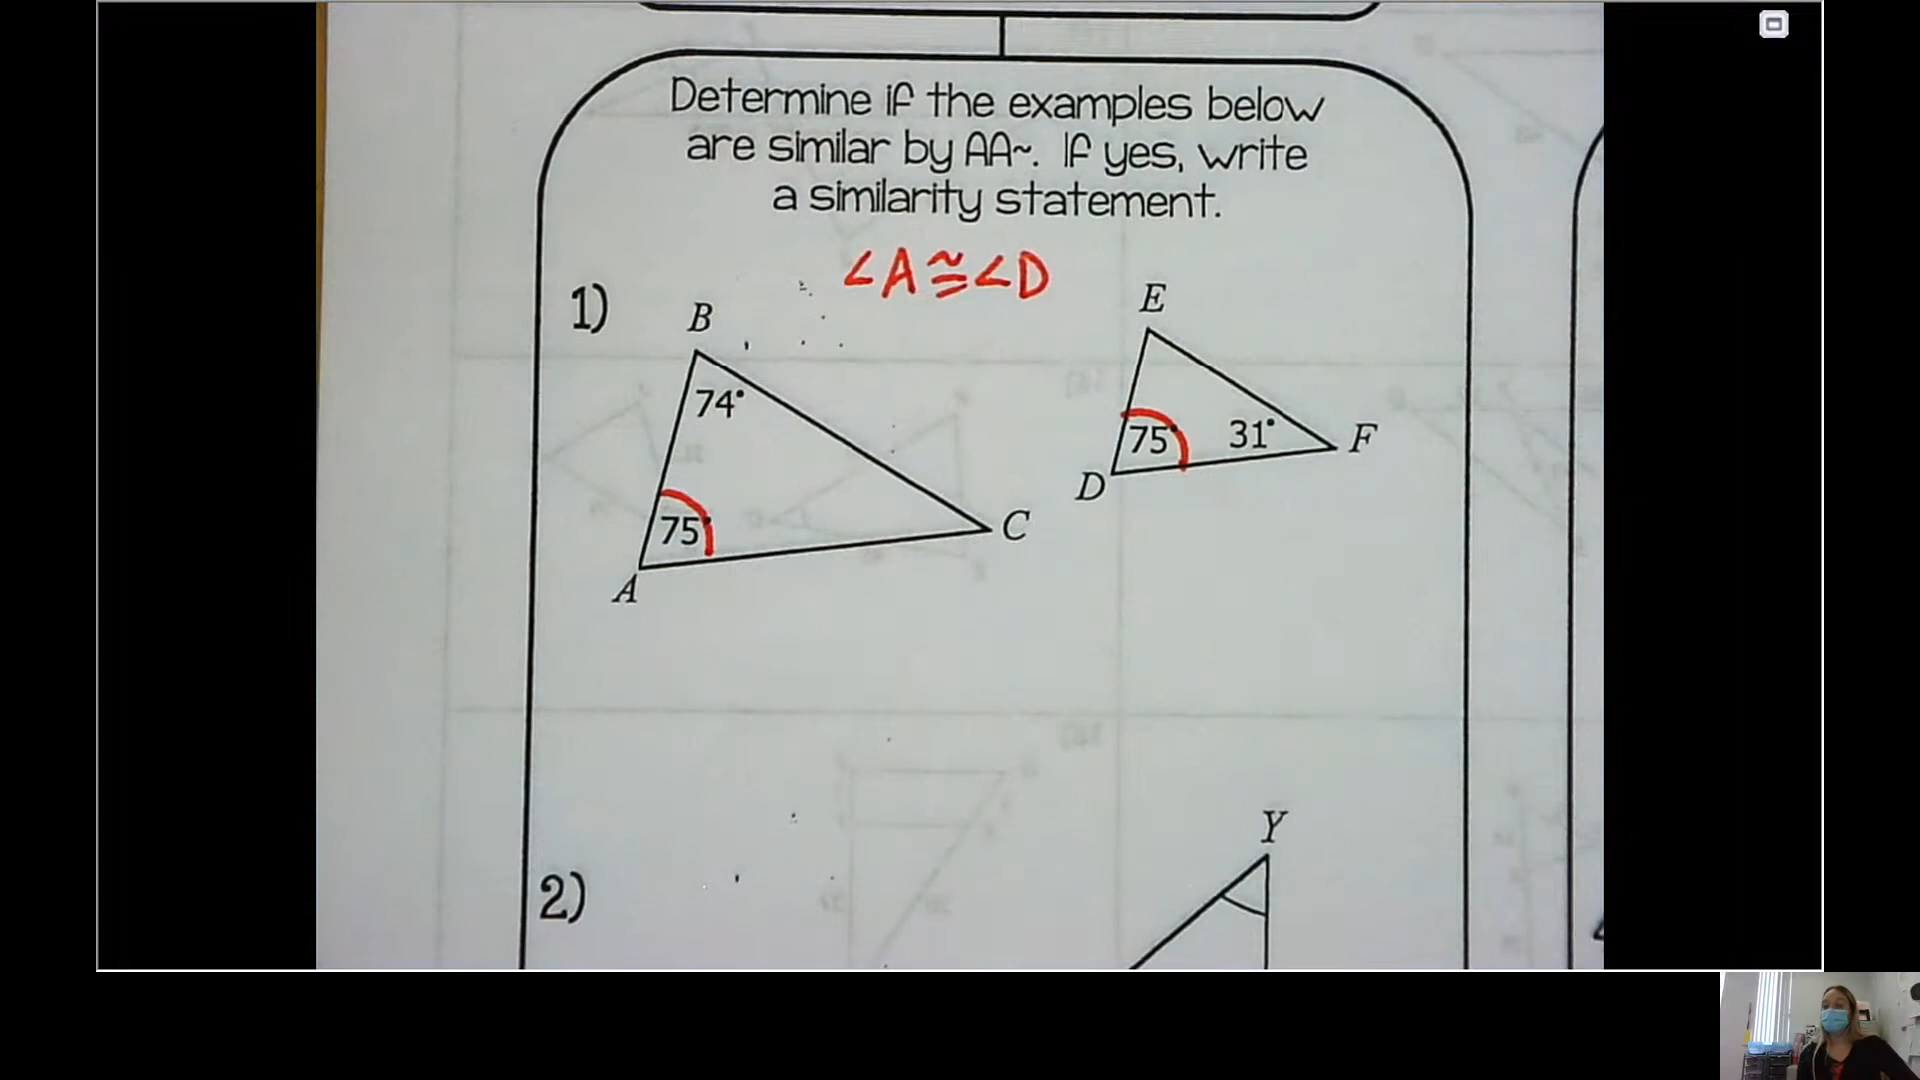 Determine if the examples below
are similar by AA~. If yes, write
a similarity statement.
∠A≅∠D
1)
B
74°
75°
A
C
E
75°
31°
D
F
2)
Y